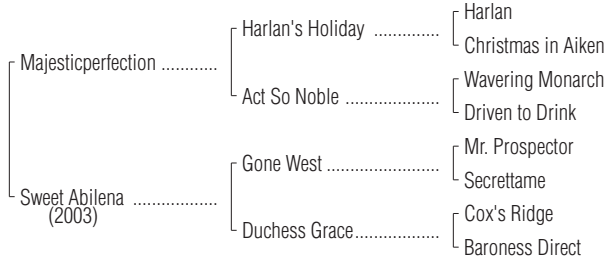 Harlan
Harlan's Holiday ..............
Christmas in Aiken
Majesticperfection ............
Wavering Monarch
Act So Noble ....................
Driven to Drink
Mr. Prospector
Gone West ........................
Secrettame
Sweet Abilena ..................
(2003)
Cox's Ridge
Duchess Grace..................
Baroness Direct